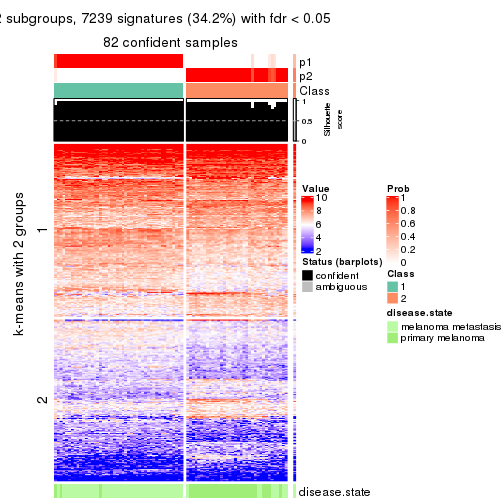 2 subgroups, 7239 signatures (34.2%) with fdr < 0.05
82 confident samples
p1
p2
Class
1
0.5
0
Silhouette
score
k-means with 2 groups
1
2
Value
10
8
6
4
2
Status (barplots)
confident
ambiguous
Prob
1
0.8
0.6
0.4
0.2
0
Class
1
2
disease.state
melanoma metastasis
primary melanoma
disease.state